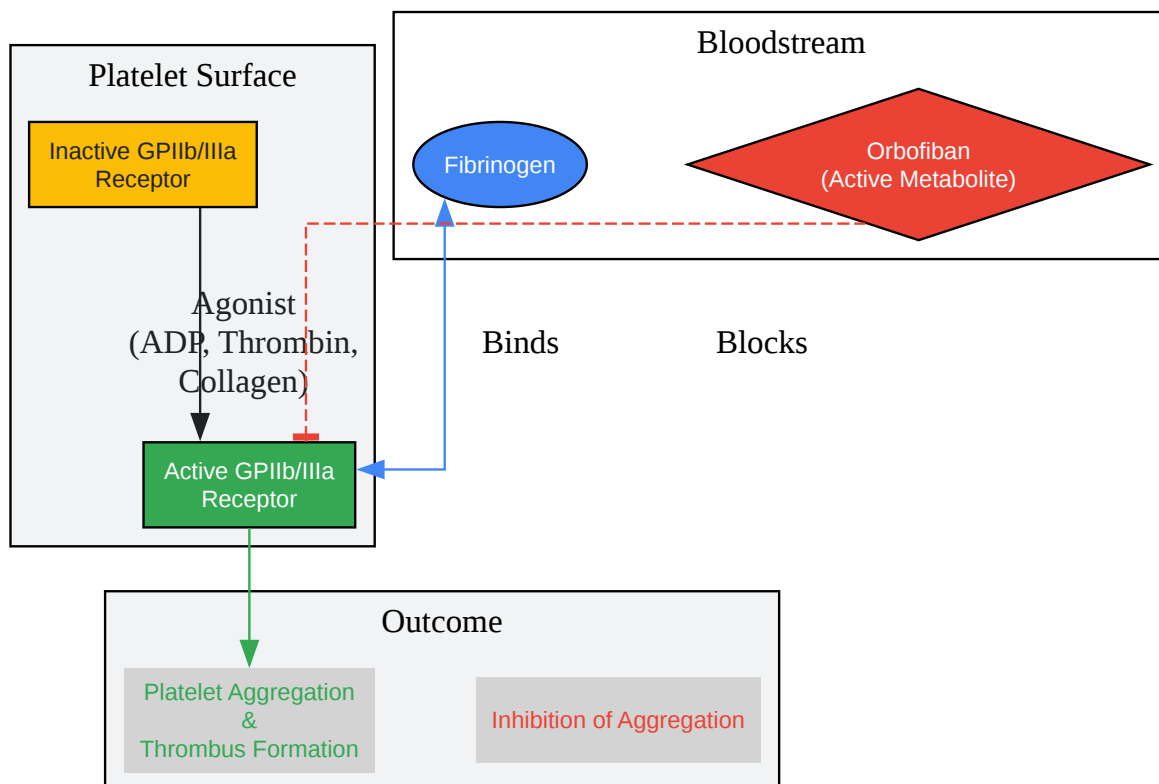 Bloodstream
Platelet Surface
Inactive GPIIb/IIIa
Receptor
Fibrinogen
Orbofiban
(Active Metabolite)
Agonist
(ADP, Thrombin,
Collagen)
Binds
Blocks
Active GPIIb/IIIa
Receptor
Outcome
Platelet Aggregation
&
Thrombus Formation
Inhibition of Aggregation